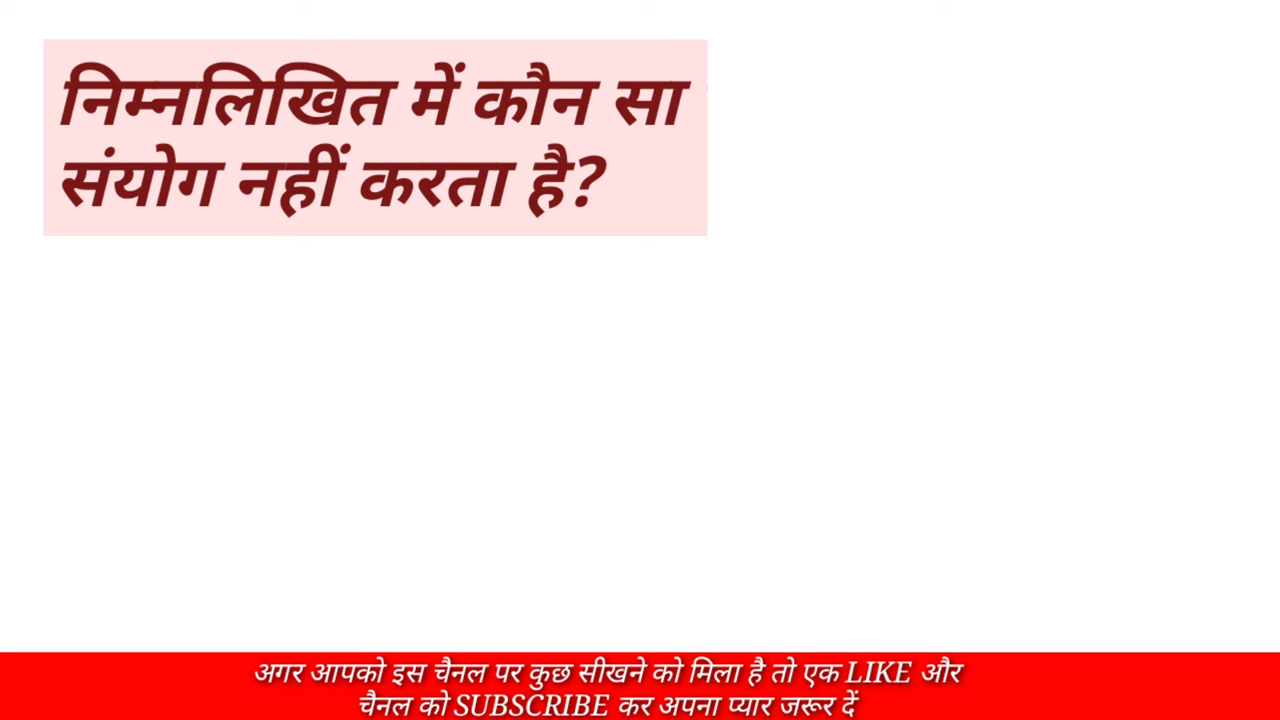 निम्नलिखित में कौन सा
संयोग नहीं करता है?
अगर आपको इस चैनल पर कुछ सीखने को मिला है तो एक LIKE और
चैनल को SUBSCRIBE कर अपना प्यार जरूर दें